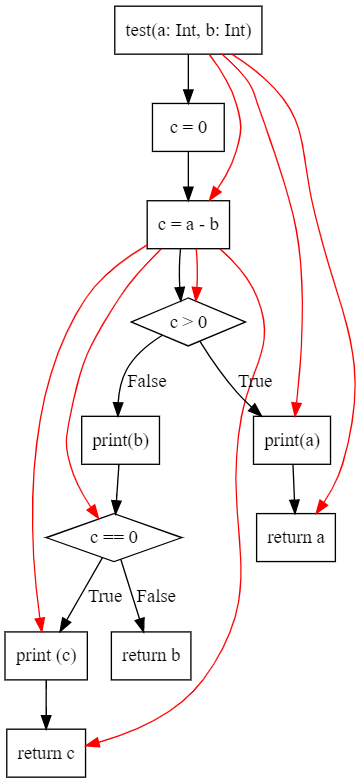 test(a: Int, b: Int)
c = 0
c = a - b
c > 0
False
True
print(b)
print(a)
c == 0
return a
True
False
print (c)
return b
return c